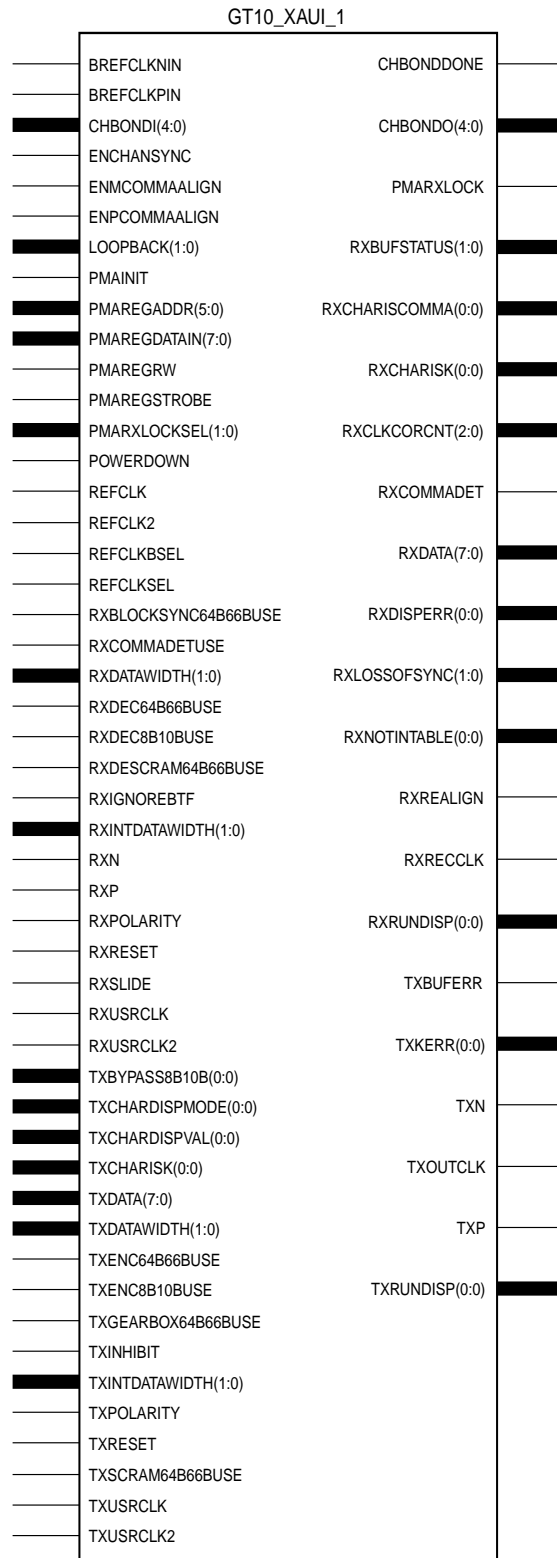 GT10_XAUI_1
BREFCLKNIN CHBONDDONE
BREFCLKPIN
CHBONDI(4:0) CHBONDO(4:0)
ENCHANSYNC
ENMCOMMAALIGN PMARXLOCK
ENPCOMMAALIGN
LOOPBACK(1:0) RXBUFSTATUS(1:0)
PMAINIT
PMAREGADDR(5:0) RXCHARISCOMMA(0:0)
PMAREGDATAIN(7:0)
PMAREGRW RXCHARISK(0:0)
PMAREGSTROBE
PMARXLOCKSEL(1:0) RXCLKCORCNT(2:0)
POWERDOWN
REFCLK RXCOMMADET
REFCLK2
REFCLKBSEL RXDATA(7:0)
REFCLKSEL
RXBLOCKSYNC64B66BUSE RXDISPERR(0:0)
RXCOMMADETUSE
RXDATAWIDTH(1:0) RXLOSSOFSYNC(1:0)
RXDEC64B66BUSE
RXDEC8B10BUSE RXNOTINTABLE(0:0)
RXDESCRAM64B66BUSE
RXIGNOREBTF RXREALIGN
RXINTDATAWIDTH(1:0)
RXN RXRECCLK
RXP
RXPOLARITY RXRUNDISP(0:0)
RXRESET
RXSLIDE TXBUFERR
RXUSRCLK
RXUSRCLK2 TXKERR(0:0)
TXBYPASS8B10B(0:0)
TXCHARDISPMODE(0:0) TXN
TXCHARDISPVAL(0:0)
TXCHARISK(0:0) TXOUTCLK
TXDATA(7:0)
TXDATAWIDTH(1:0) TXP
TXENC64B66BUSE
TXENC8B10BUSE TXRUNDISP(0:0)
TXGEARBOX64B66BUSE
TXINHIBIT
TXINTDATAWIDTH(1:0)
TXPOLARITY
TXRESET
TXSCRAM64B66BUSE
TXUSRCLK
TXUSRCLK2